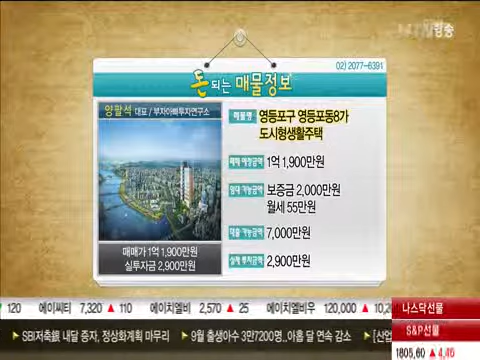 02) 2077-6391
돈 되는 매물정보
양팔석 대표 / 부자아빠투자연구소
매물명
영등포구 영등포동8가
도시형생활주택
매매 예정금액 1억 1,900만원
임대 가능금액 보증금 2,000만원
월세 55만원
대출 가능금액 7,000만원
실제 투자금액 2,900만원
매매가 1억 1,900만원
실투자금 2,900만원
120 에이씨티 7,320 ▲ 110 에이치엘비 2,570 ▲ 25 에이치엘비우 120,000 ▲ 10,2
나스닥선물
S&P선물
1805,60 ▲ 4,46
▶ SBI저축銀 내달 증자, 정상화계획 마무리 ▶ 9월 출생아수 3만7200명..아홉 달 연속 감소 ▶ [산업